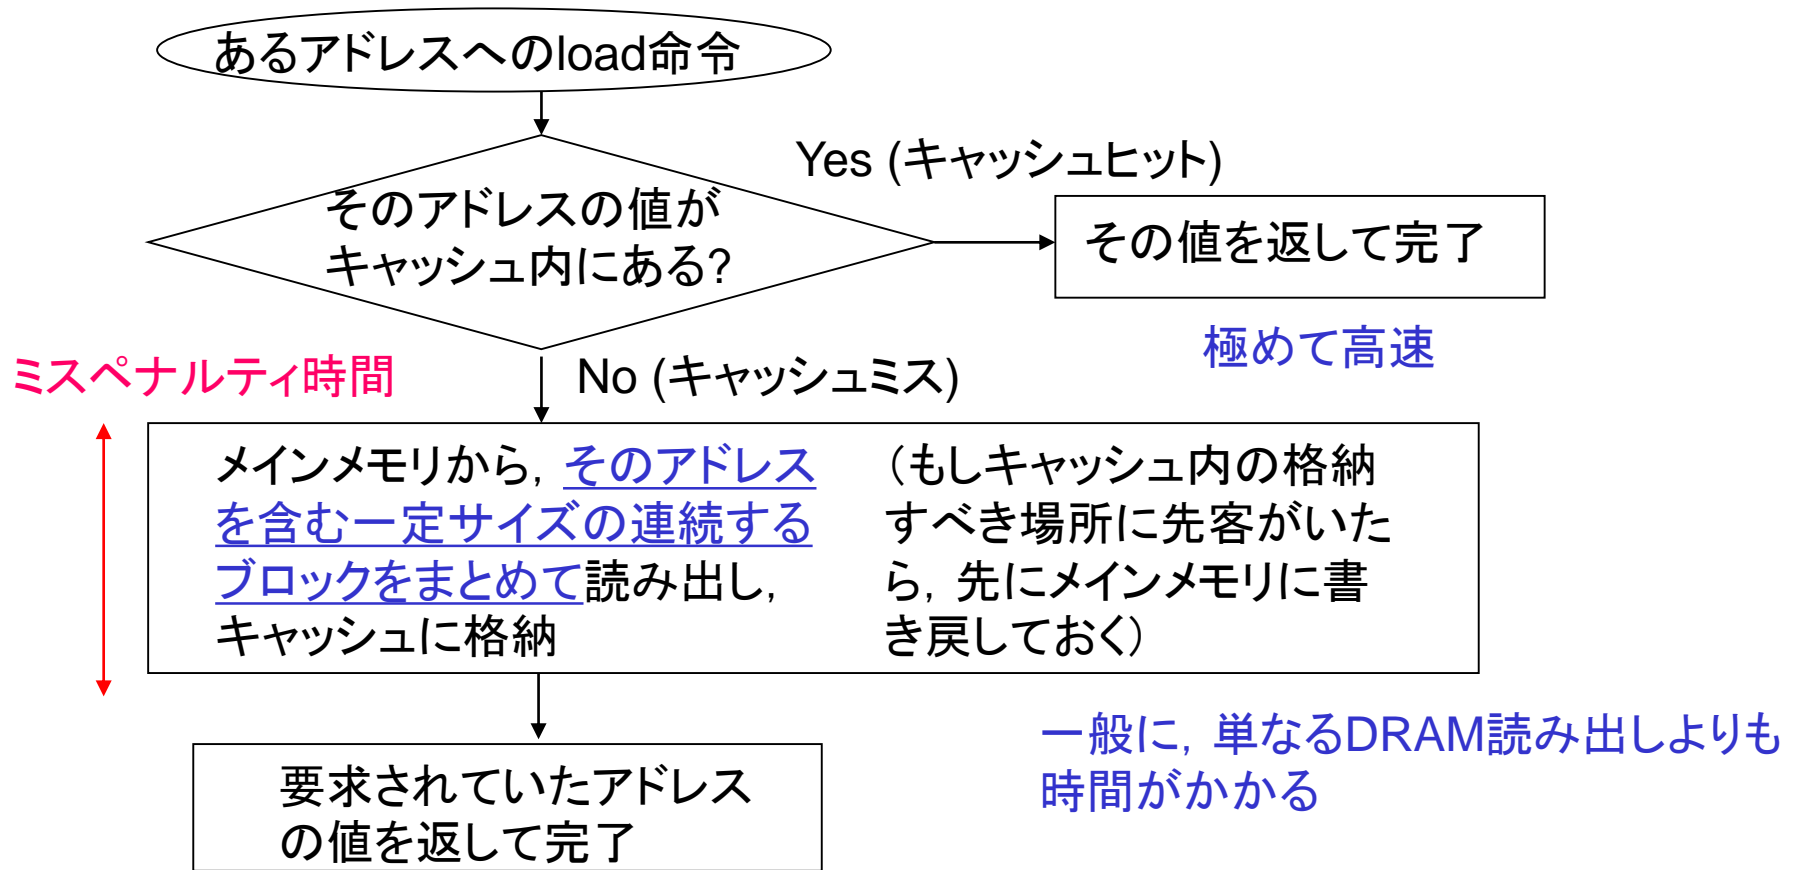 あるアドレスへのload命令
そのアドレスの値が
キャッシュ内にある?
Yes (キャッシュヒット)
その値を返して完了
極めて高速
ミスペナルティ時間
No (キャッシュミス)
メインメモリから，そのアドレス
を含む一定サイズの連続する
ブロックをまとめて読み出し，
キャッシュに格納
（もしキャッシュ内の格納
すべき場所に先客がいた
ら，先にメインメモリに書
き戻しておく）
一般に，単なるDRAM読み出しよりも
時間がかかる
要求されていたアドレス
の値を返して完了